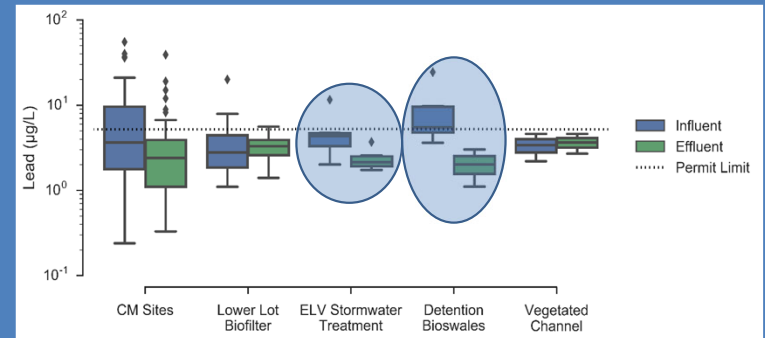 10²
10¹
10⁰
10⁻¹
Lead (µg/L)
CM Sites
Lower Lot
Biofilter
ELV Stormwater
Treatment
Detention
Bioswales
Vegetated
Channel
Influent
Effluent
Permit Limit